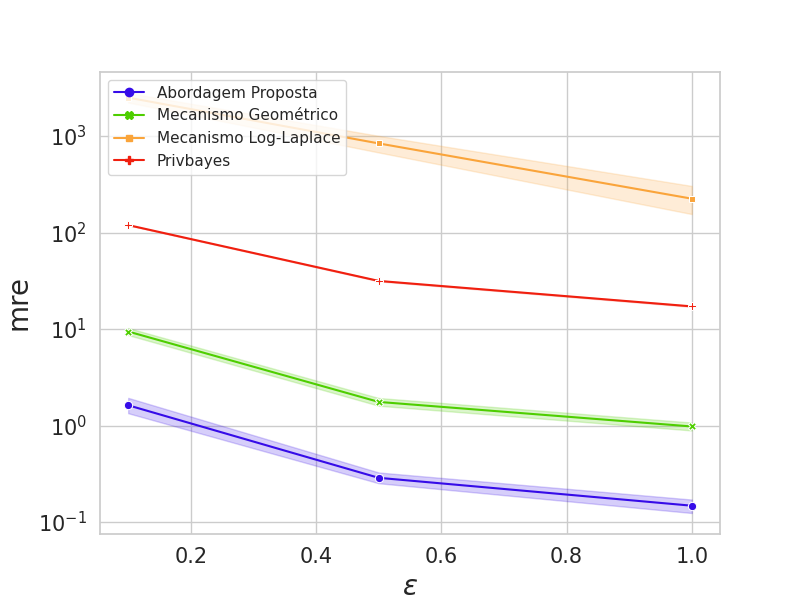 Abordagem Proposta
Mecanismo Geométrico
Mecanismo Log-Laplace
Privbayes
10³
10²
10¹
10⁰
10⁻¹
mre
0.2 0.4 0.6 0.8 1.0
ε